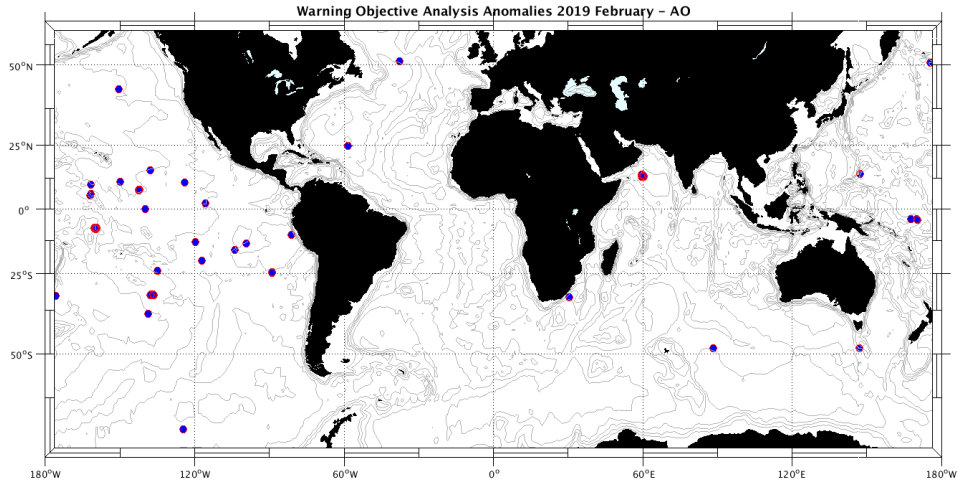 Warning Objective Analysis Anomalies 2019 February - AO
50°N
25°N
0°
25°S
50°S
180°W 120°W 60°W 0° 60°E 120°E 180°W